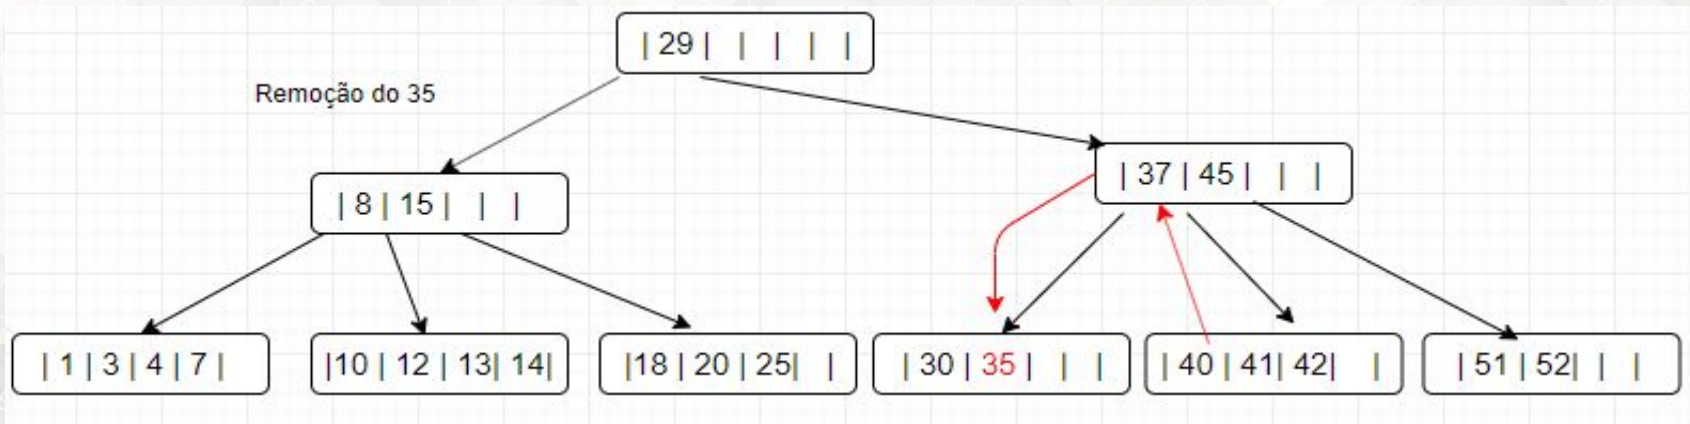 | 29 | | | | |
Remoção do 35
| 37 | 45 | | |
| 8 | 15 | | |
| 1 | 3 | 4 | 7 |
|10 | 12 | 13| 14|
|18 | 20 | 25| |
| 30 | 35 | | |
| 40 | 41| 42| |
| 51 | 52| | |